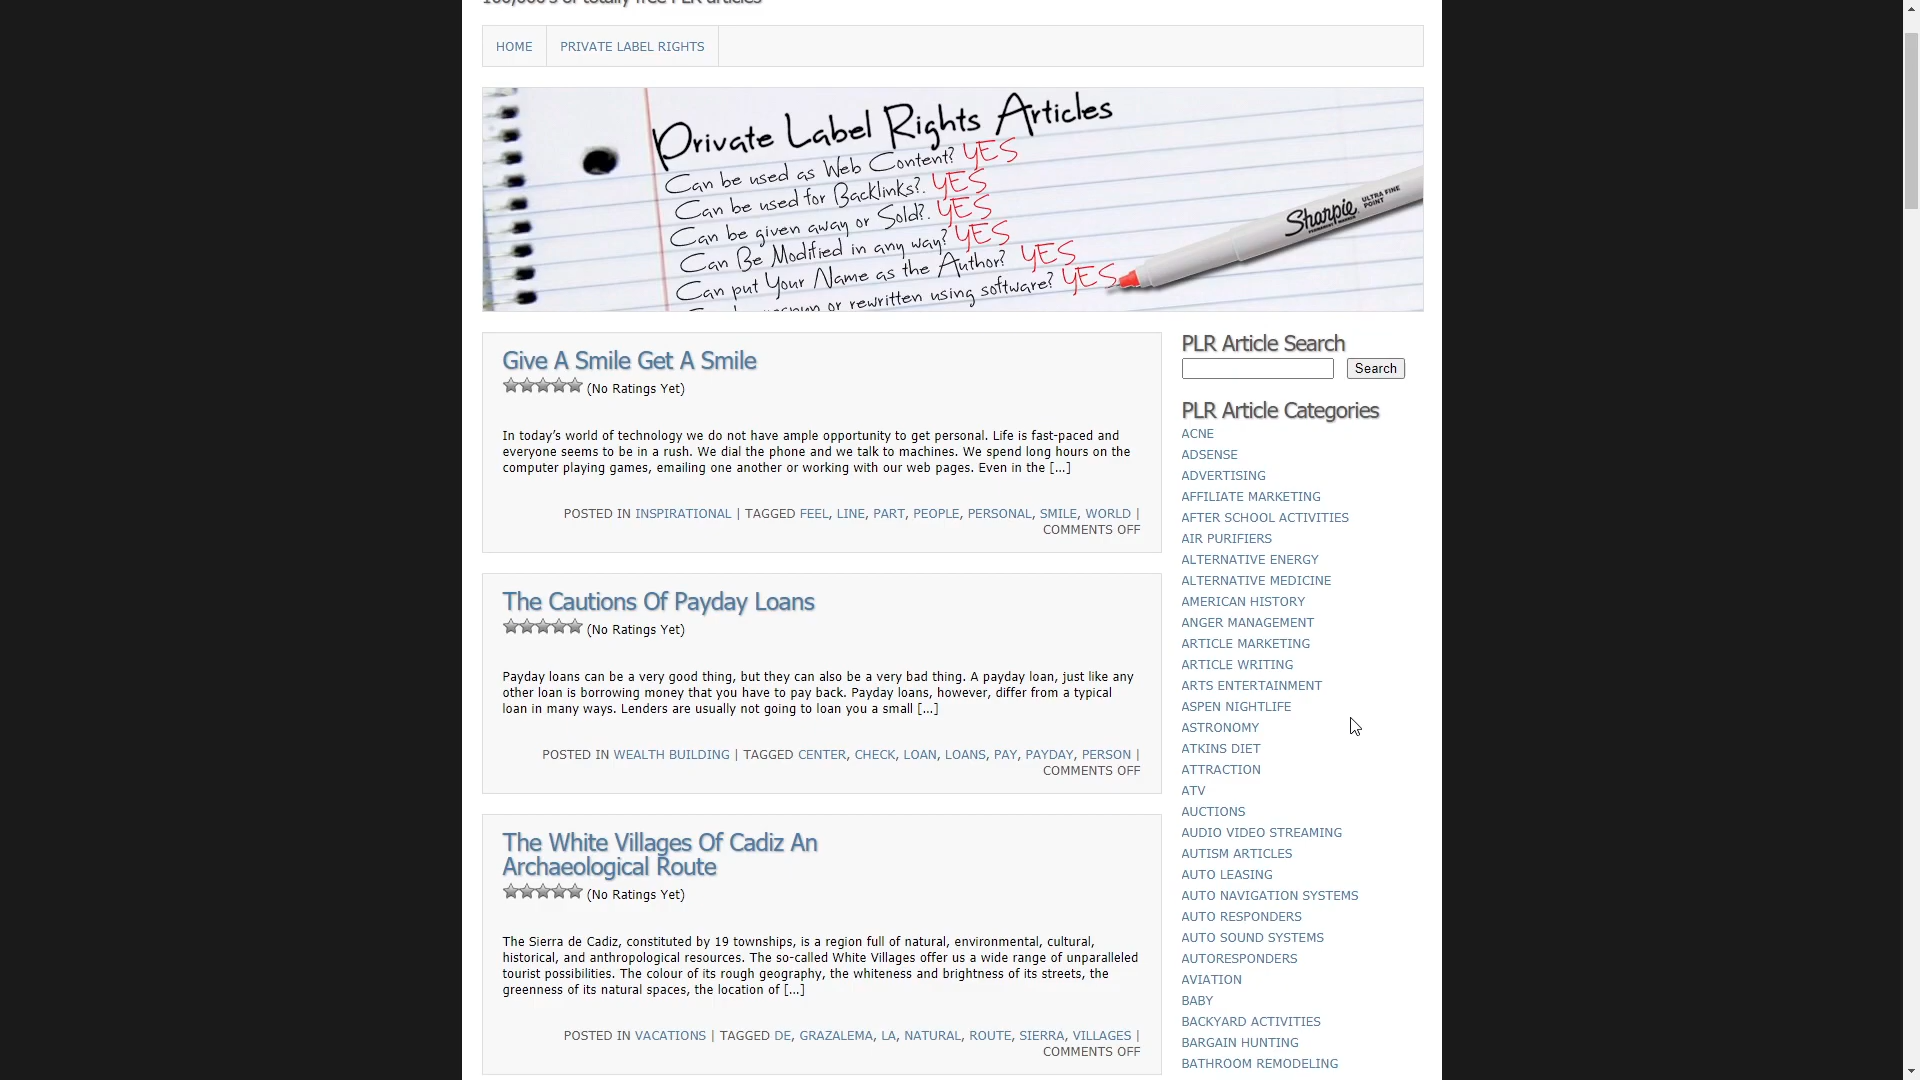 100,000's of totally free PLR articles
HOME PRIVATE LABEL RIGHTS
Private Label Rights Articles
Can be used as Web Content? YES
Can be used for Backlinks?. YES
Can be given away or Sold?. YES
Can Be Modified in any way? YES
Can put Your Name as the Author? YES
or rewritten using software? YES
Sharpie ULTRA FINE POINT
Give A Smile Get A Smile
(No Ratings Yet)
In today’s world of technology we do not have ample opportunity to get personal. Life is fast-paced and
everyone seems to be in a rush. We dial the phone and we talk to machines. We spend long hours on the
computer playing games, emailing one another or working with our web pages. Even in the [...]
POSTED IN INSPIRATIONAL | TAGGED FEEL, LINE, PART, PEOPLE, PERSONAL, SMILE, WORLD |
COMMENTS OFF
The Cautions Of Payday Loans
(No Ratings Yet)
Payday loans can be a very good thing, but they can also be a very bad thing. A payday loan, just like any
other loan is borrowing money that you have to pay back. Payday loans, however, differ from a typical
loan in many ways. Lenders are usually not going to loan you a small [...]
POSTED IN WEALTH BUILDING | TAGGED CENTER, CHECK, LOAN, LOANS, PAY, PAYDAY, PERSON |
COMMENTS OFF
The White Villages Of Cadiz An
Archaeological Route
(No Ratings Yet)
The Sierra de Cadiz, constituted by 19 townships, is a region full of natural, environmental, cultural,
historical, and anthropological resources. The so-called White Villages offer us a wide range of unparalleled
tourist possibilities. The colour of its rough geography, the whiteness and brightness of its streets, the
greenness of its natural spaces, the location of [...]
POSTED IN VACATIONS | TAGGED DE, GRAZALEMA, LA, NATURAL, ROUTE, SIERRA, VILLAGES |
COMMENTS OFF
PLR Article Search
Search
PLR Article Categories
ACNE
ADSENSE
ADVERTISING
AFFILIATE MARKETING
AFTER SCHOOL ACTIVITIES
AIR PURIFIERS
ALTERNATIVE ENERGY
ALTERNATIVE MEDICINE
AMERICAN HISTORY
ANGER MANAGEMENT
ARTICLE MARKETING
ARTICLE WRITING
ARTS ENTERTAINMENT
ASPEN NIGHTLIFE
ASTRONOMY
ATKINS DIET
ATTRACTION
ATV
AUCTIONS
AUDIO VIDEO STREAMING
AUTISM ARTICLES
AUTO LEASING
AUTO NAVIGATION SYSTEMS
AUTO RESPONDERS
AUTO SOUND SYSTEMS
AUTORESPONDERS
AVIATION
BABY
BACKYARD ACTIVITIES
BARGAIN HUNTING
BATHROOM REMODELING